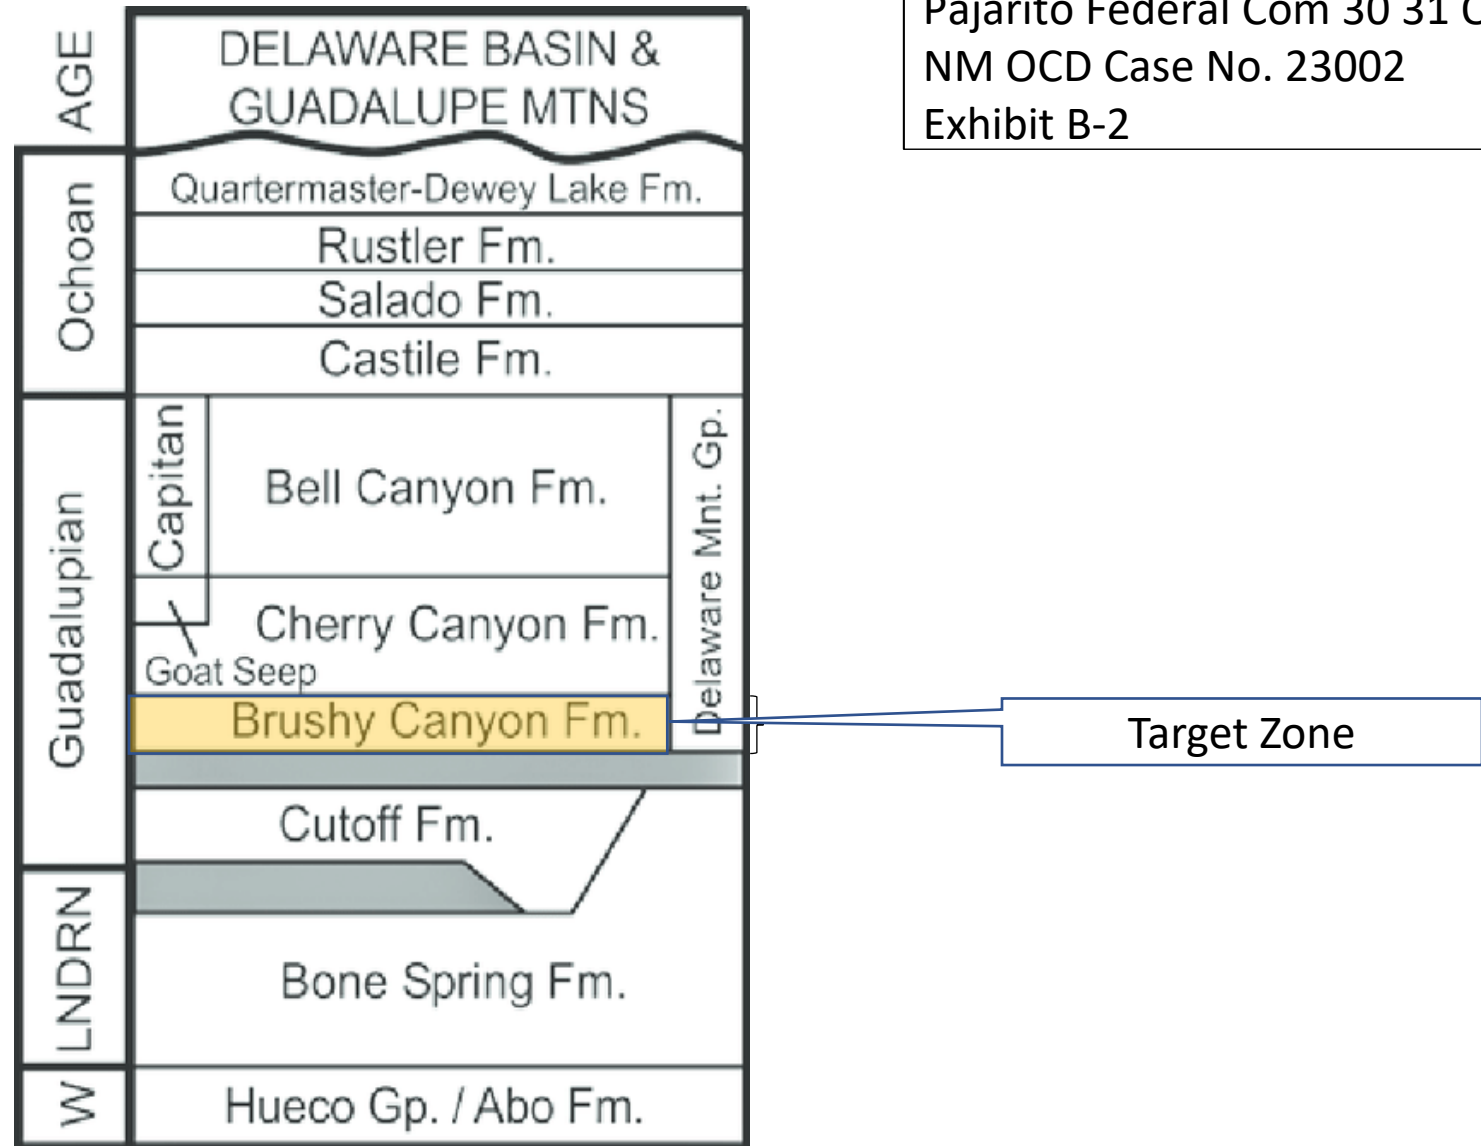 Pajarito Federal Com 30 31
NM OCD Case No. 23002
Exhibit B-2
AGE
DELAWARE BASIN &
GUADALUPE MTNS
Ochoan
Quartermaster-Dewey Lake Fm.
Rustler Fm.
Salado Fm.
Castile Fm.
Guadalupian
Capitan
Bell Canyon Fm.
Delaware Mnt. Gp.
Cherry Canyon Fm.
Goat Seep
Brushy Canyon Fm.
Target Zone
Cutoff Fm.
LNDRN
Bone Spring Fm.
W
Hueco Gp. / Abo Fm.